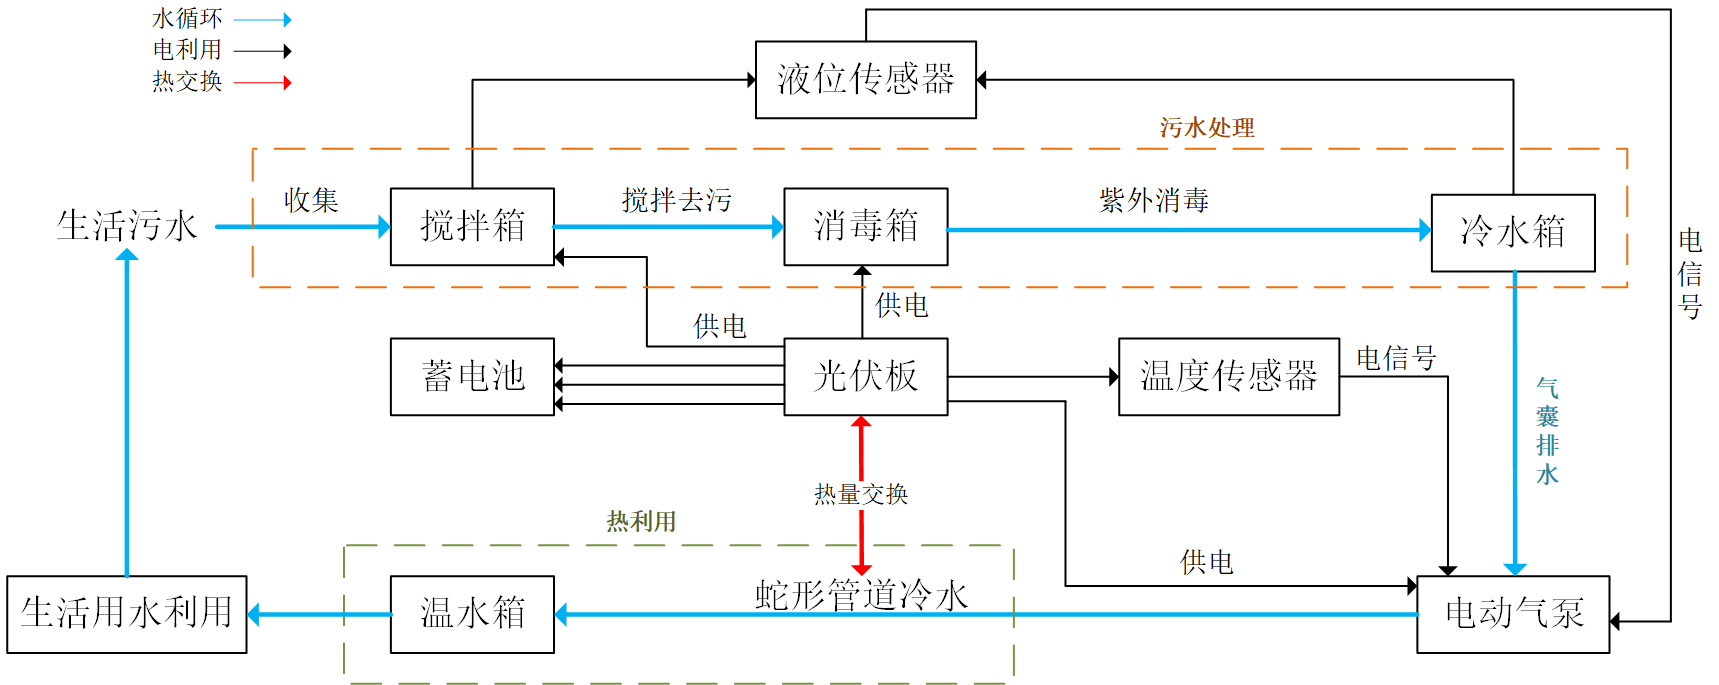 水循环
电利用
热交换
液位传感器
污水处理
收集
搅拌去污
紫外消毒
生活污水
搅拌箱
消毒箱
冷水箱
电信号
供电
供电
蓄电池
光伏板
温度传感器
电信号
气囊排水
热量交换
热利用
供电
生活用水利用
温水箱
蛇形管道冷水
电动气泵